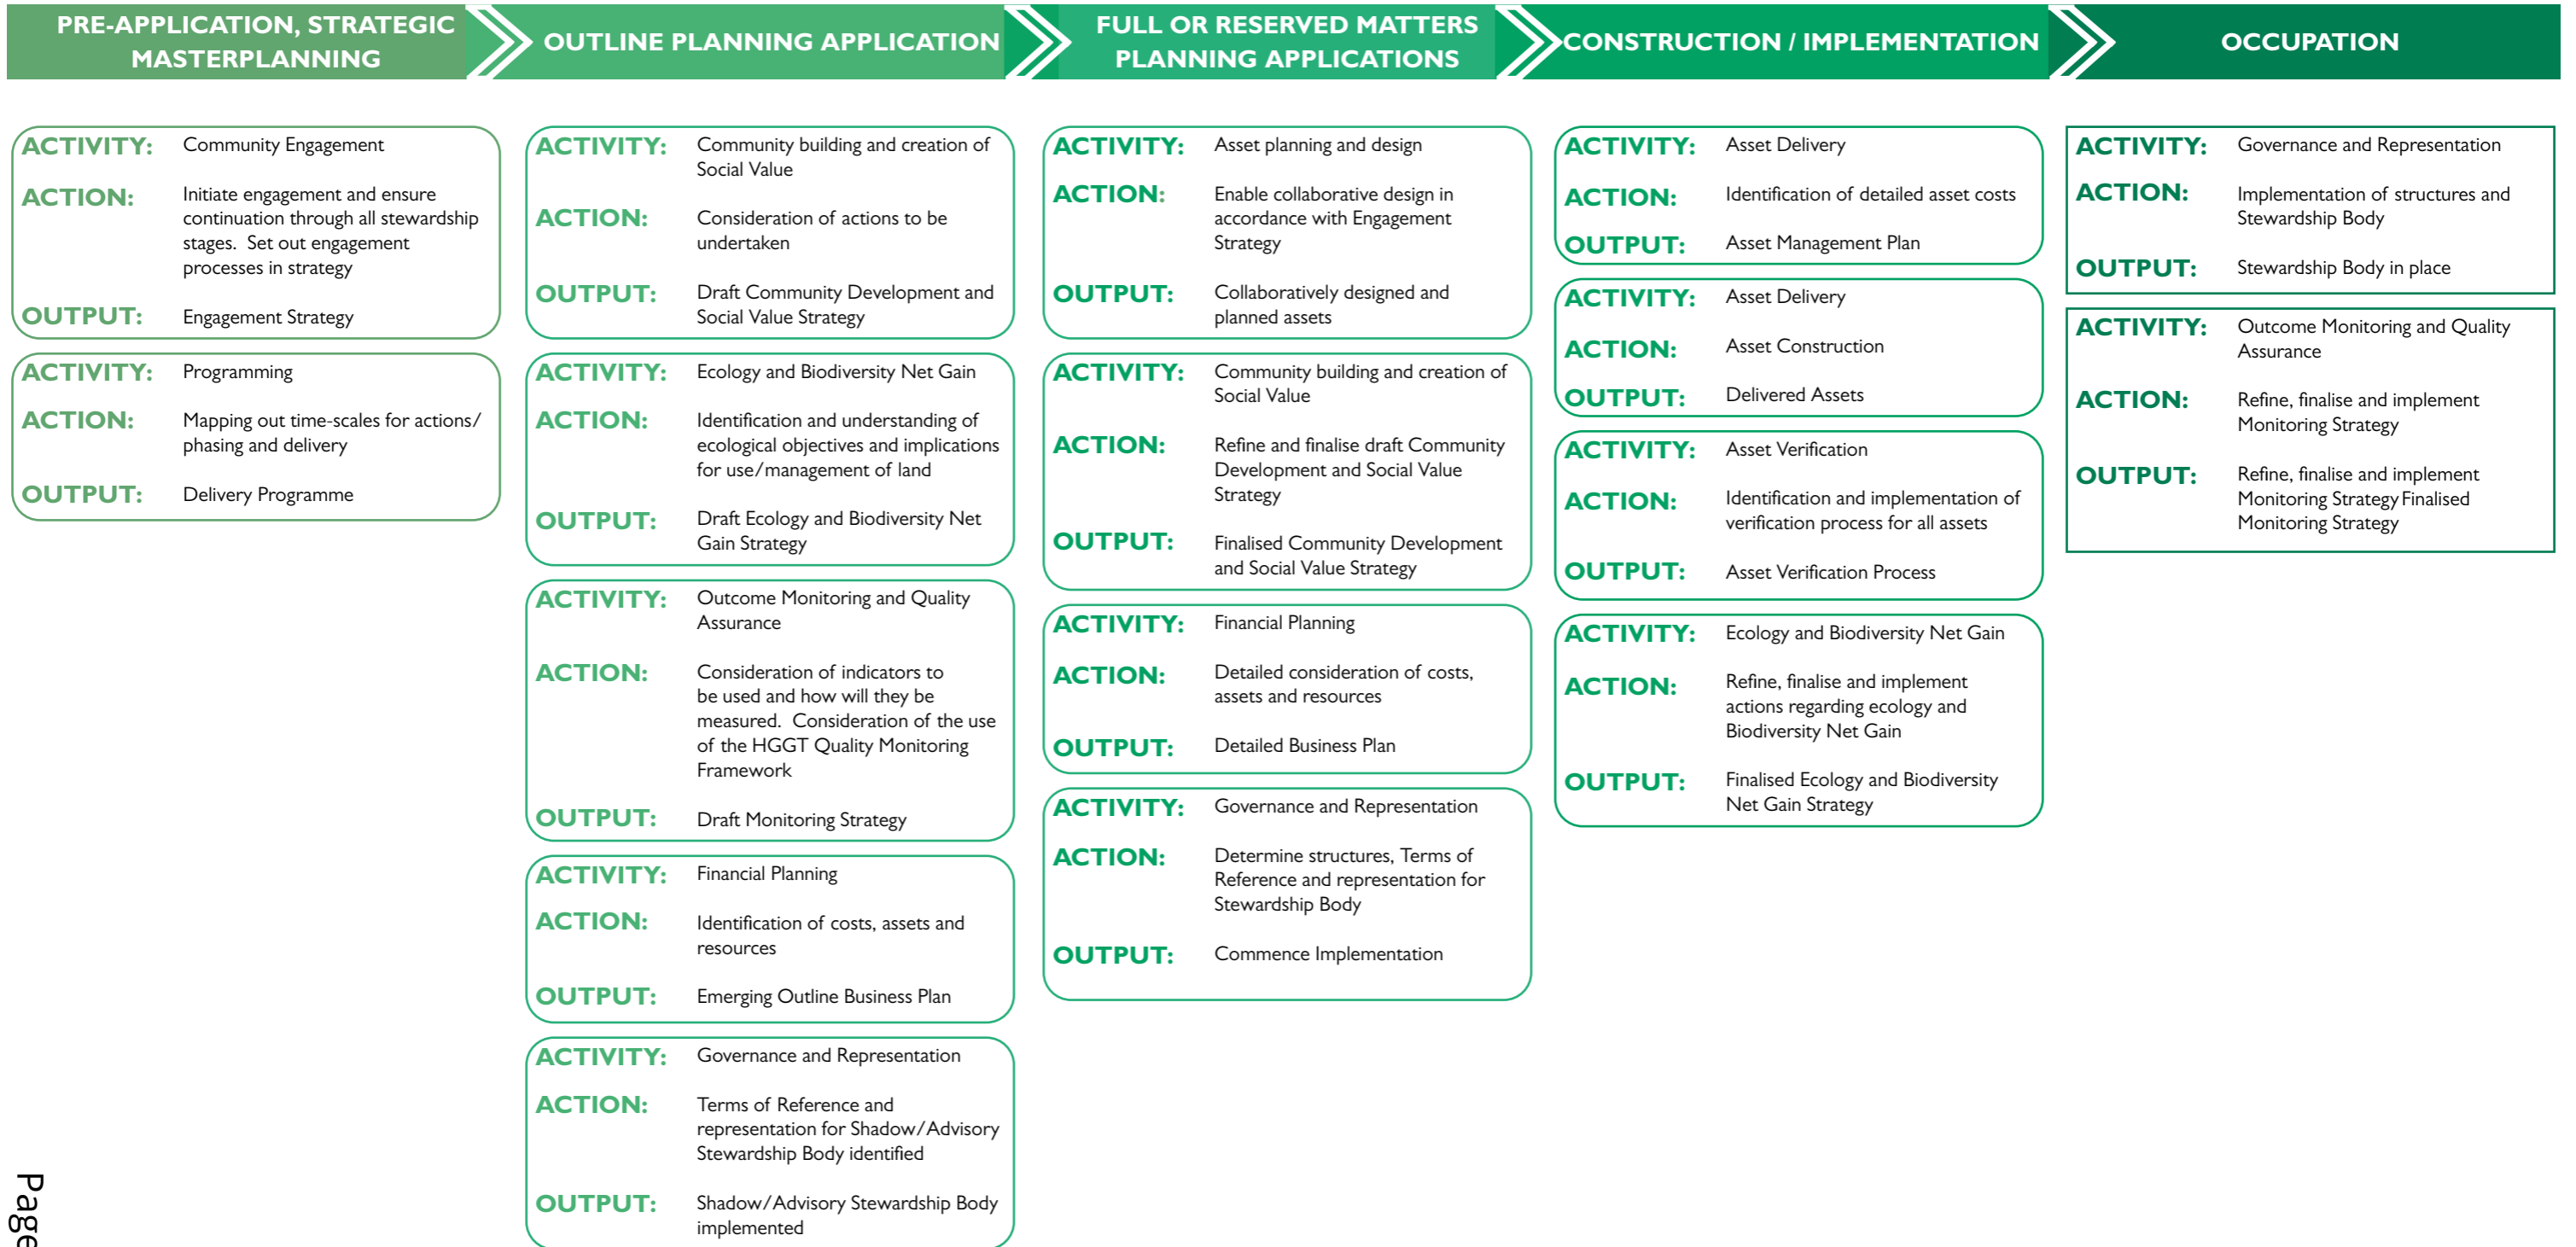 PRE-APPLICATION, STRATEGIC
MASTERPLANNING
OUTLINE PLANNING APPLICATION
FULL OR RESERVED MATTERS
PLANNING APPLICATIONS
CONSTRUCTION / IMPLEMENTATION
OCCUPATION
ACTIVITY: Community Engagement
ACTION: Initiate engagement and ensure
continuation through all stewardship
stages. Set out engagement
processes in strategy
OUTPUT: Engagement Strategy
ACTIVITY: Programming
ACTION: Mapping out time-scales for actions/
phasing and delivery
OUTPUT: Delivery Programme
ACTIVITY: Community building and creation of
Social Value
ACTION: Consideration of actions to be
undertaken
OUTPUT: Draft Community Development and
Social Value Strategy
ACTIVITY: Ecology and Biodiversity Net Gain
ACTION: Identification and understanding of
ecological objectives and implications
for use/management of land
OUTPUT: Draft Ecology and Biodiversity Net
Gain Strategy
ACTIVITY: Outcome Monitoring and Quality
Assurance
ACTION: Consideration of indicators to
be used and how will they be
measured. Consideration of the use
of the HGGT Quality Monitoring
Framework
OUTPUT: Draft Monitoring Strategy
ACTIVITY: Financial Planning
ACTION: Identification of costs, assets and
resources
OUTPUT: Emerging Outline Business Plan
ACTIVITY: Governance and Representation
ACTION: Terms of Reference and
representation for Shadow/Advisory
Stewardship Body identified
OUTPUT: Shadow/Advisory Stewardship Body
implemented
ACTIVITY: Asset planning and design
ACTION: Enable collaborative design in
accordance with Engagement
Strategy
OUTPUT: Collaboratively designed and
planned assets
ACTIVITY: Community building and creation of
Social Value
ACTION: Refine and finalise draft Community
Development and Social Value
Strategy
OUTPUT: Finalised Community Development
and Social Value Strategy
ACTIVITY: Financial Planning
ACTION: Detailed consideration of costs,
assets and resources
OUTPUT: Detailed Business Plan
ACTIVITY: Governance and Representation
ACTION: Determine structures, Terms of
Reference and representation for
Stewardship Body
OUTPUT: Commence Implementation
ACTIVITY: Asset Delivery
ACTION: Identification of detailed asset costs
OUTPUT: Asset Management Plan
ACTIVITY: Asset Delivery
ACTION: Asset Construction
OUTPUT: Delivered Assets
ACTIVITY: Asset Verification
ACTION: Identification and implementation of
verification process for all assets
OUTPUT: Asset Verification Process
ACTIVITY: Ecology and Biodiversity Net Gain
ACTION: Refine, finalise and implement
actions regarding ecology and
Biodiversity Net Gain
OUTPUT: Finalised Ecology and Biodiversity
Net Gain Strategy
ACTIVITY: Governance and Representation
ACTION: Implementation of structures and
Stewardship Body
OUTPUT: Stewardship Body in place
ACTIVITY: Outcome Monitoring and Quality
Assurance
ACTION: Refine, finalise and implement
Monitoring Strategy
OUTPUT: Refine, finalise and implement
Monitoring Strategy Finalised
Monitoring Strategy
Page